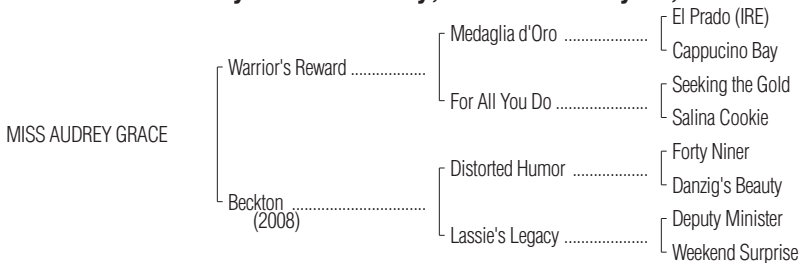 El Prado (IRE)
Medaglia d'Oro
Cappucino Bay
Warrior's Reward
Seeking the Gold
For All You Do
Salina Cookie
MISS AUDREY GRACE
Forty Niner
Distorted Humor
Danzig's Beauty
Beckton
(2008)
Deputy Minister
Lassie's Legacy
Weekend Surprise